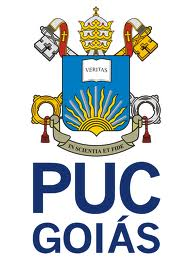 VERITAS
IN SCIENTIA ET FIDE
PUC
GOIÁS